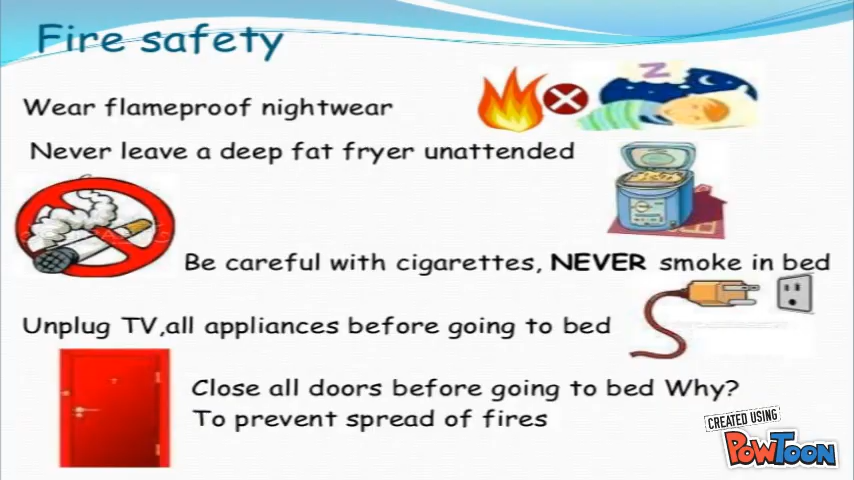 Fire safety
Wear flameproof nightwear
Z
Never leave a deep fat fryer unattended
Be careful with cigarettes, NEVER smoke in bed
Unplug TV,all appliances before going to bed
Close all doors before going to bed Why?
To prevent spread of fires
CREATED USING
POWTOON